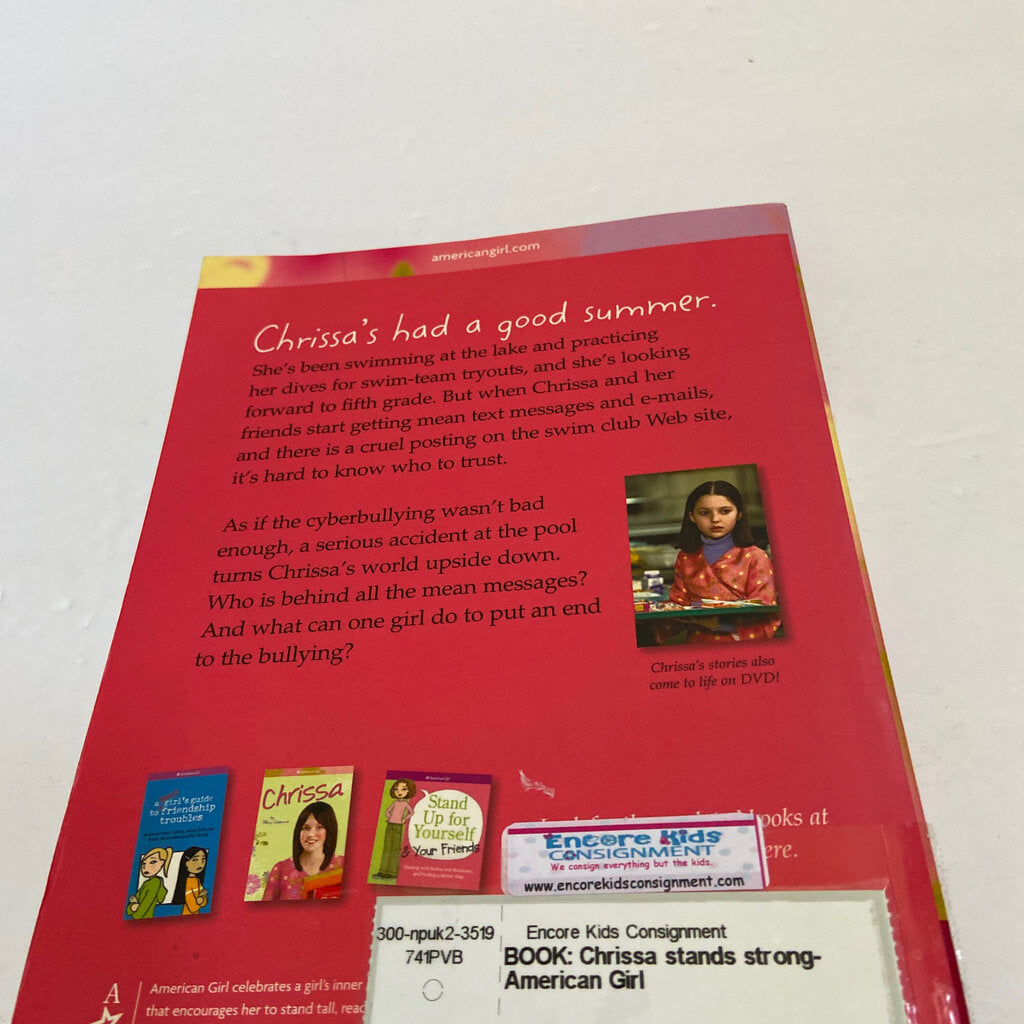 americangirl.com
Chrissa's had a good summer.
She's been swimming at the lake and practicing
her dives for swim-team tryouts, and she's looking
forward to fifth grade. But when Chrissa and her
friends start getting mean text messages and e-mails,
and there is a cruel posting on the swim club Web site,
it's hard to know who to trust.
As if the cyberbullying wasn't bad
enough, a serious accident at the pool
turns Chrissa's world upside down.
Who is behind all the mean messages?
And what can one girl do to put an end
to the bullying?
Chrissa's stories also
come to life on DVD!
a girl's guide
to friendship
troubles
Chrissa
Stand
Up for
Yourself
& Your Friends
ooks at
ere.
Encore Kids
CONSIGNMENT
We consign everything but the kids.
www.encorekidsconsignment.com
300-npuk2-3519
741PVB
Encore Kids Consignment
BOOK: Chrissa stands strong-
American Girl
A
American Girl celebrates a girl's inner
that encourages her to stand tall, reac